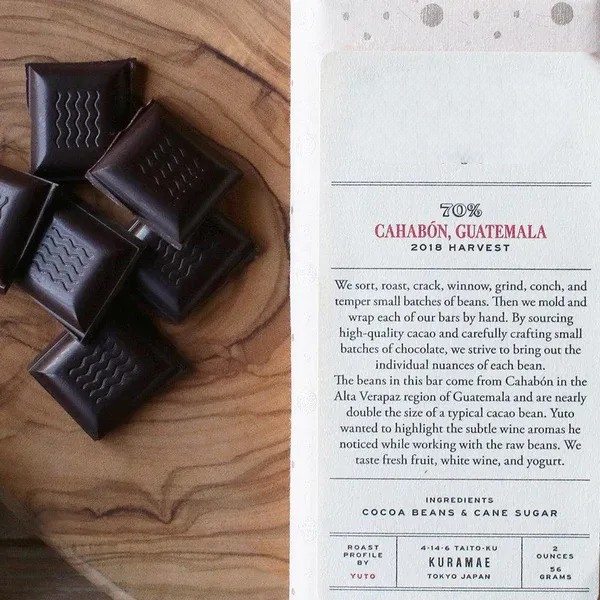 70%
CAHABÓN, GUATEMALA
2018 HARVEST
We sort, roast, crack, winnow, grind, conch, and
temper small batches of beans. Then we mold and
wrap each of our bars by hand. By sourcing
high-quality cacao and carefully crafting small
batches of chocolate, we strive to bring out the
individual nuances of each bean.
The beans in this bar come from Cahabón in the
Alta Verapaz region of Guatemala and are nearly
double the size of a typical cacao bean. Yuto
wanted to highlight the subtle wine aromas he
noticed while working with the raw beans. We
taste fresh fruit, white wine, and yogurt.
INGREDIENTS
COCOA BEANS & CANE SUGAR
ROAST
PROFILE
BY
YUTO
4-14-6 TAITO-KU
KURAMAE
TOKYO JAPAN
2
OUNCES
56
GRAMS